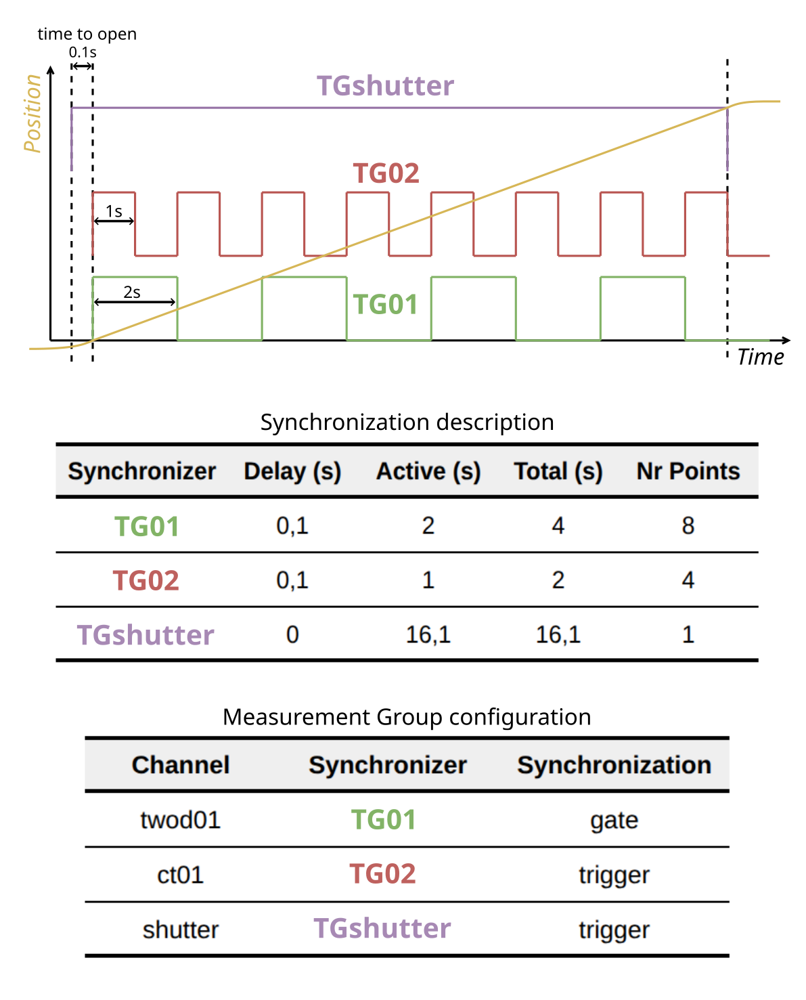 time to open
0.1s
Position
TGshutter
TG02
1s
2s
TG01
Time
Synchronization description
Synchronizer Delay (s) Active (s) Total (s) Nr Points
TG01 0,1 2 4 8
TG02 0,1 1 2 4
TGshutter 0 16,1 16,1 1
Measurement Group configuration
Channel Synchronizer Synchronization
twod01 TG01 gate
ct01 TG02 trigger
shutter TGshutter trigger